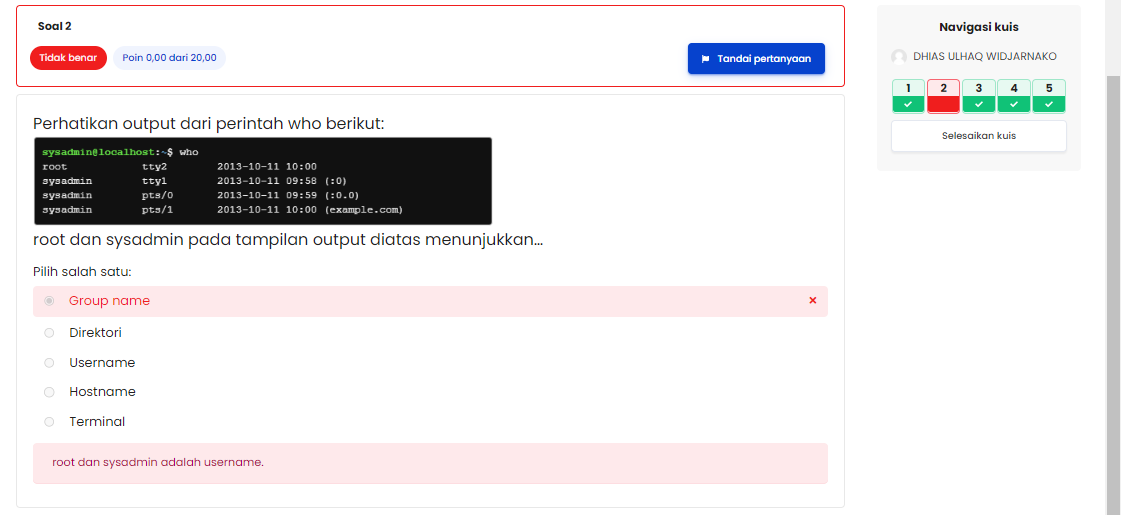 Soal 2
Tidak benar
Poin 0,00 dari 20,00
Tandai pertanyaan
Perhatikan output dari perintah who berikut:
sysadmin@localhost:~$ who
root tty2 2013-10-11 10:00
sysadmin tty1 2013-10-11 09:58 (:0)
sysadmin pts/0 2013-10-11 09:59 (:0.0)
sysadmin pts/1 2013-10-11 10:00 (example.com)
root dan sysadmin pada tampilan output diatas menunjukkan...
Pilih salah satu:
Group name
Direktori
Username
Hostname
Terminal
root dan sysadmin adalah username.
Navigasi kuis
DHIAS ULHAQ WIDJARNAKO
1 2 3 4 5
Selesaikan kuis